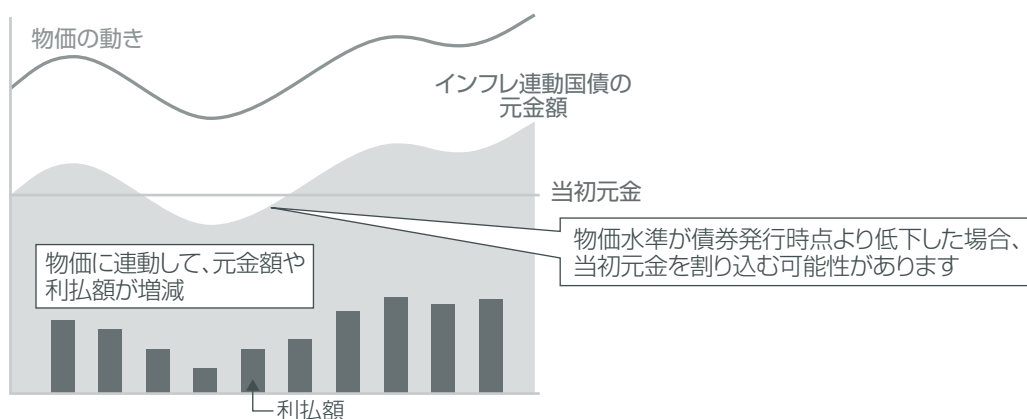 物価の動き
インフレ連動国債の
元金額
当初元金
物価水準が債券発行時点より低下した場合、
当初元金を割り込む可能性があります
物価に連動して、元金額や
利払額が増減
利払額